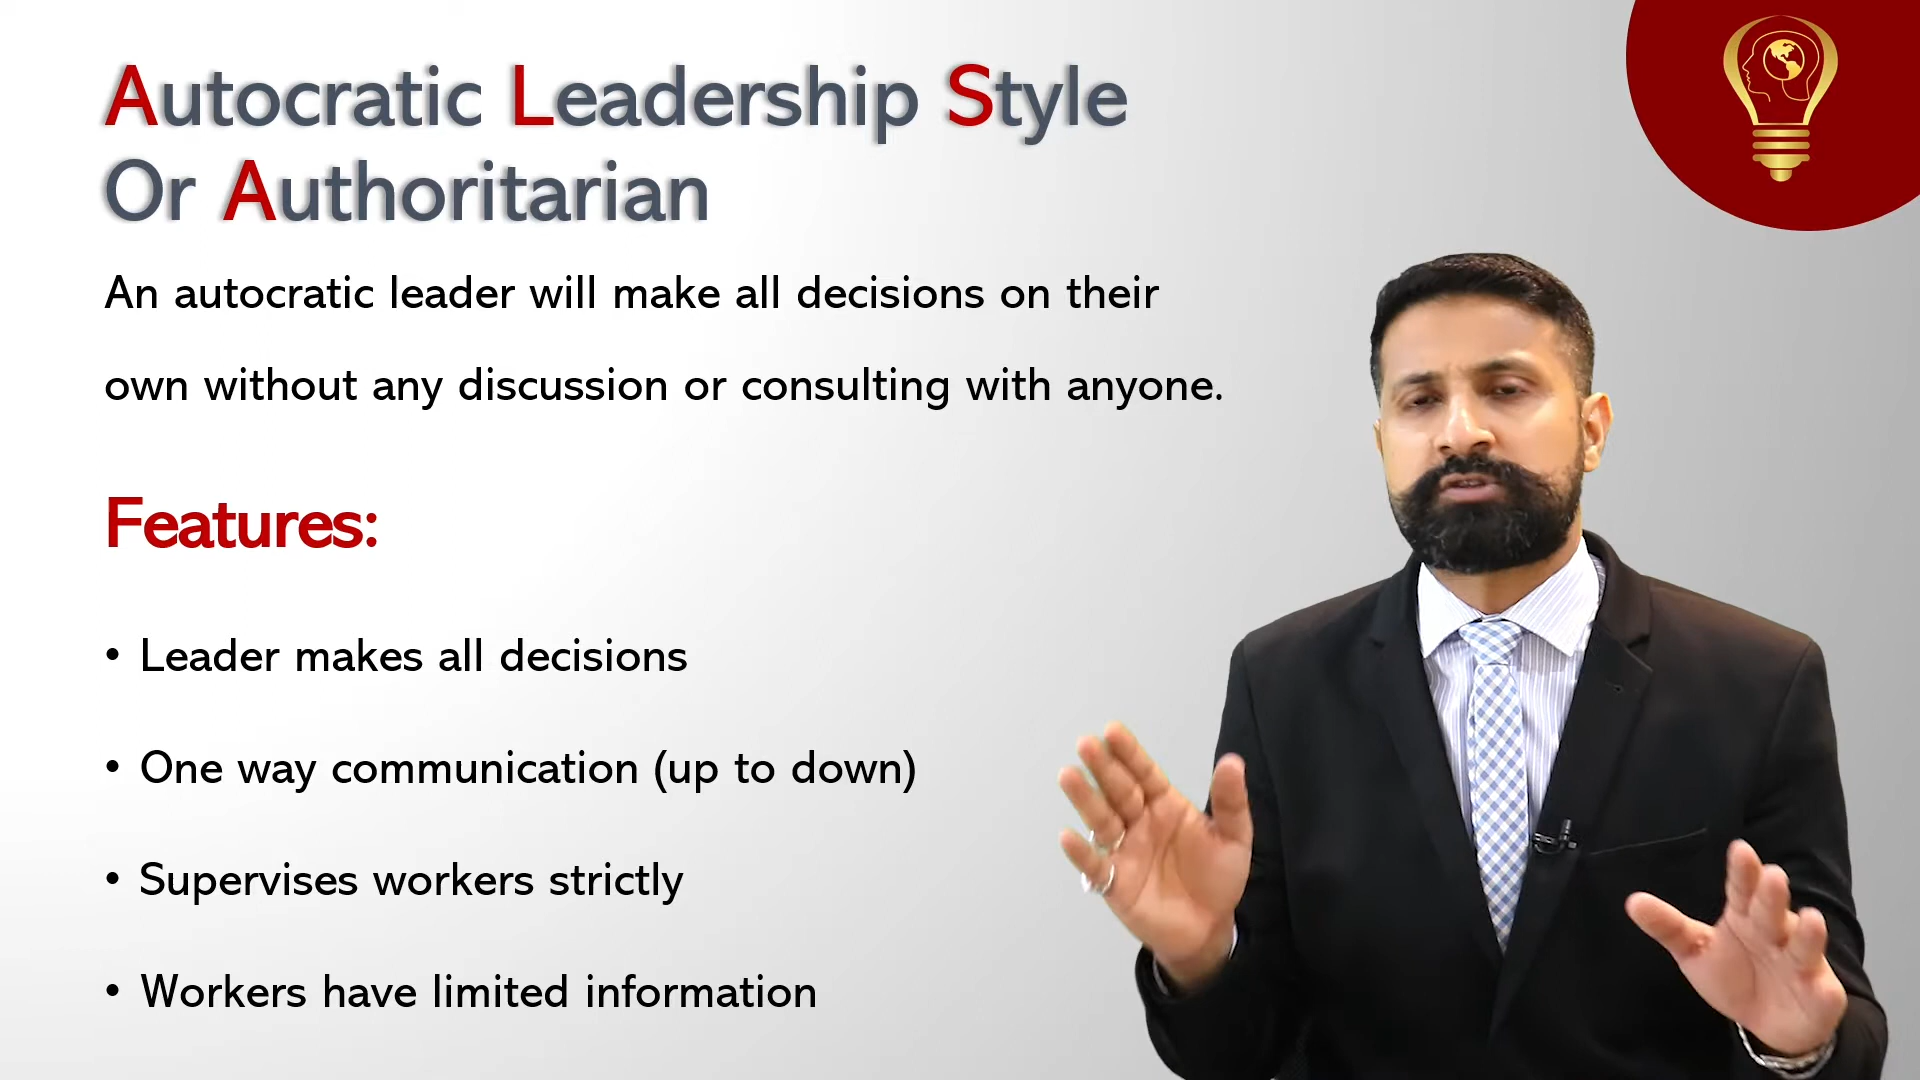 Autocratic Leadership Style
Or Authoritarian
An autocratic leader will make all decisions on their
own without any discussion or consulting with anyone.
Features:
• Leader makes all decisions
• One way communication (up to down)
• Supervises workers strictly
• Workers have limited information